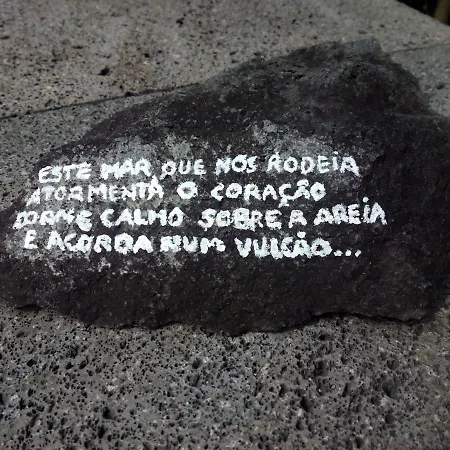 ESTE MAR QUE NOS RODEIA
ATORMENTA O CORAÇÃO
DORME CALMO SOBRE A AREIA
E ACORDA NUM VULCÃO...